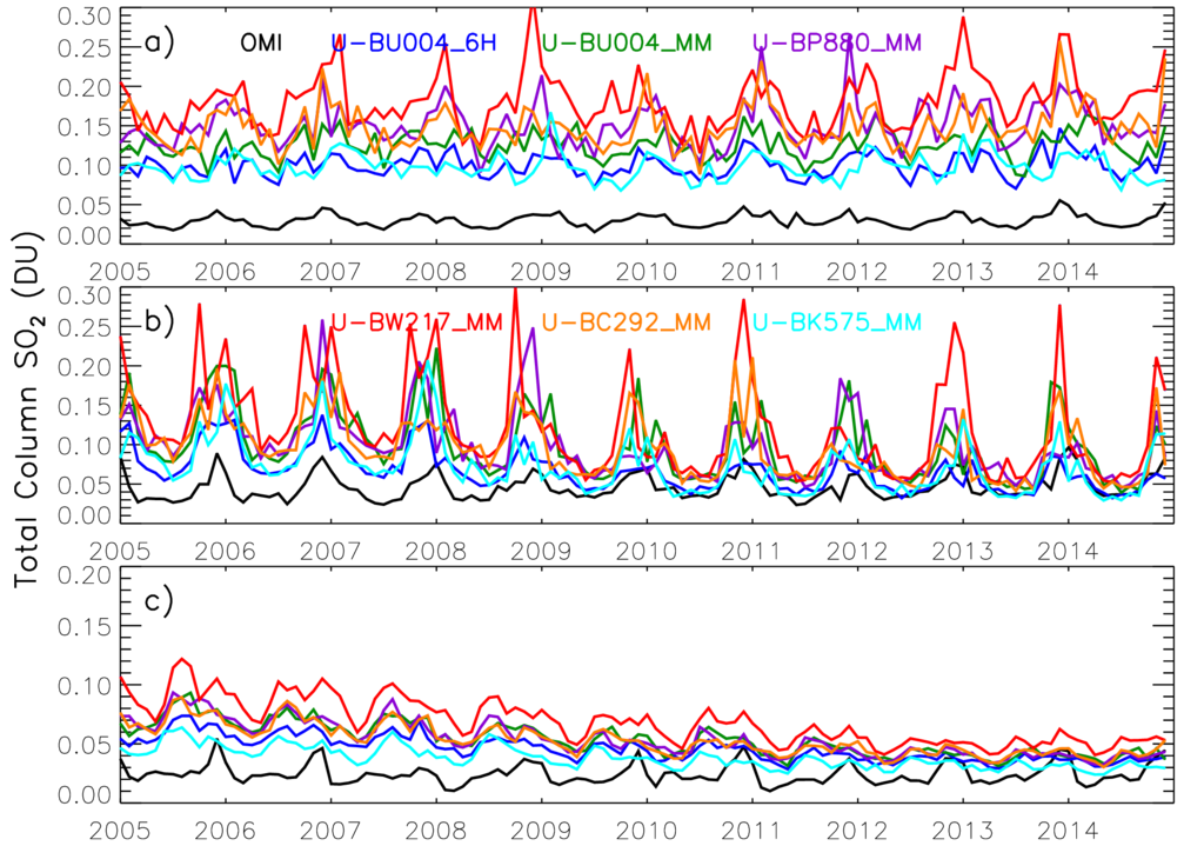 0.30
a) OMI U-BU004_6H U-BU004_MM U-BP880_MM
0.25
0.20
0.15
0.10
0.05
0.00
2005 2006 2007 2008 2009 2010 2011 2012 2013 2014
Total Column SO2 (DU)
0.30
b) U-BW217_MM U-BC292_MM U-BK575_MM
0.25
0.20
0.15
0.10
0.05
0.00
2005 2006 2007 2008 2009 2010 2011 2012 2013 2014
0.20
c)
0.15
0.10
0.05
0.00
2005 2006 2007 2008 2009 2010 2011 2012 2013 2014